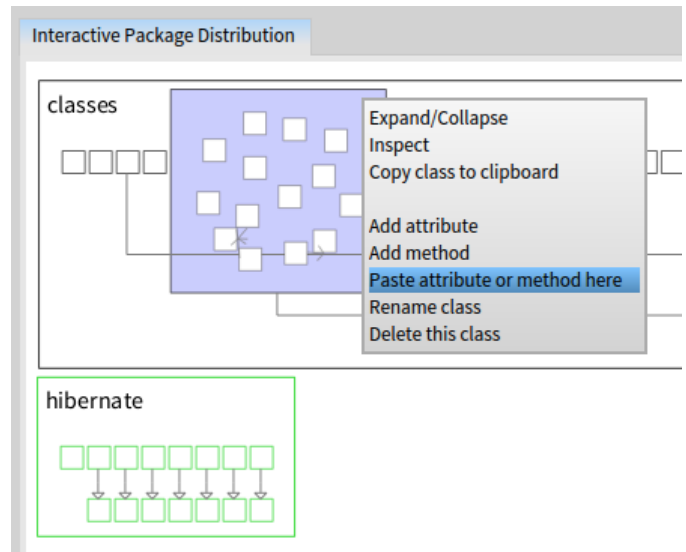 Interactive Package Distribution
classes
Expand/Collapse
Inspect
Copy class to clipboard
Add attribute
Add method
Paste attribute or method here
Rename class
Delete this class
hibernate